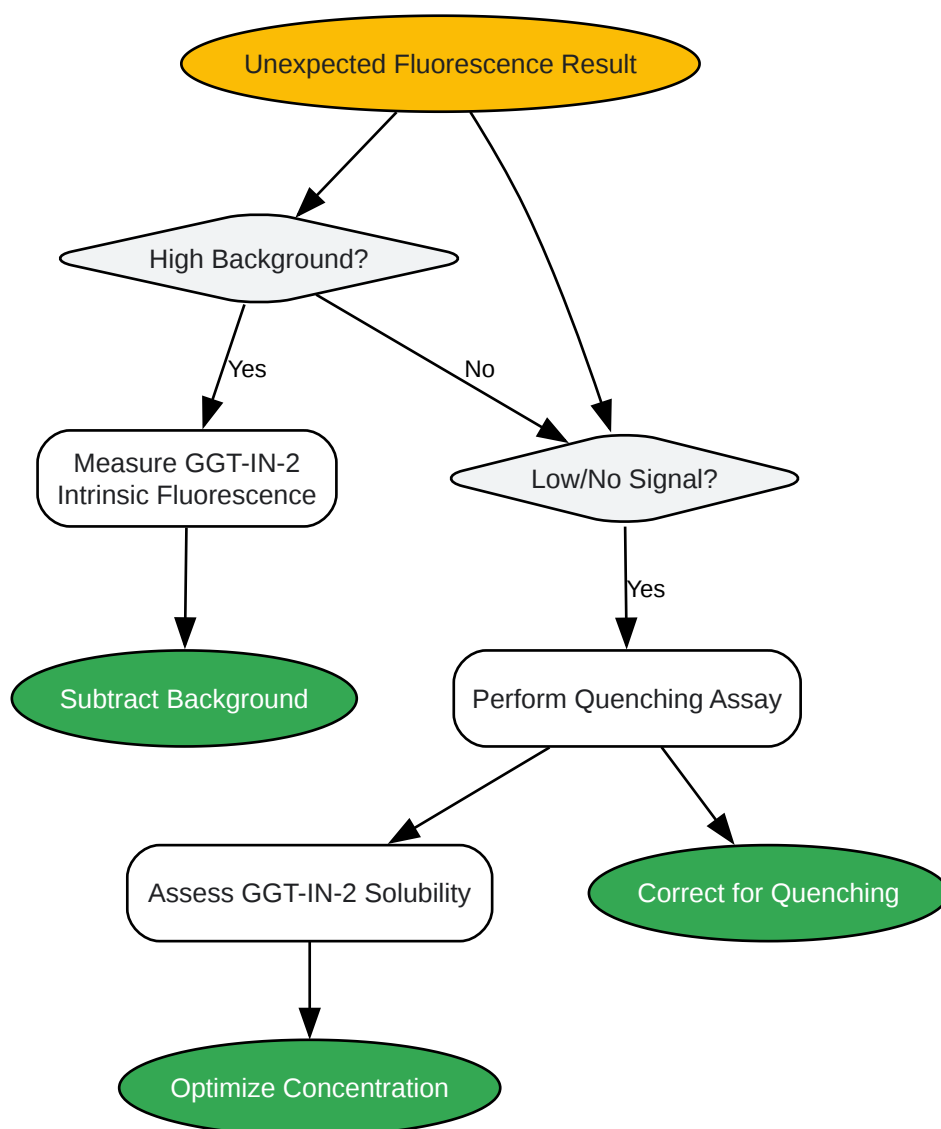 Unexpected Fluorescence Result
High Background?
Yes
No
Measure GGT-IN-2
Intrinsic Fluorescence
Low/No Signal?
Yes
Subtract Background
Perform Quenching Assay
Assess GGT-IN-2 Solubility
Correct for Quenching
Optimize Concentration